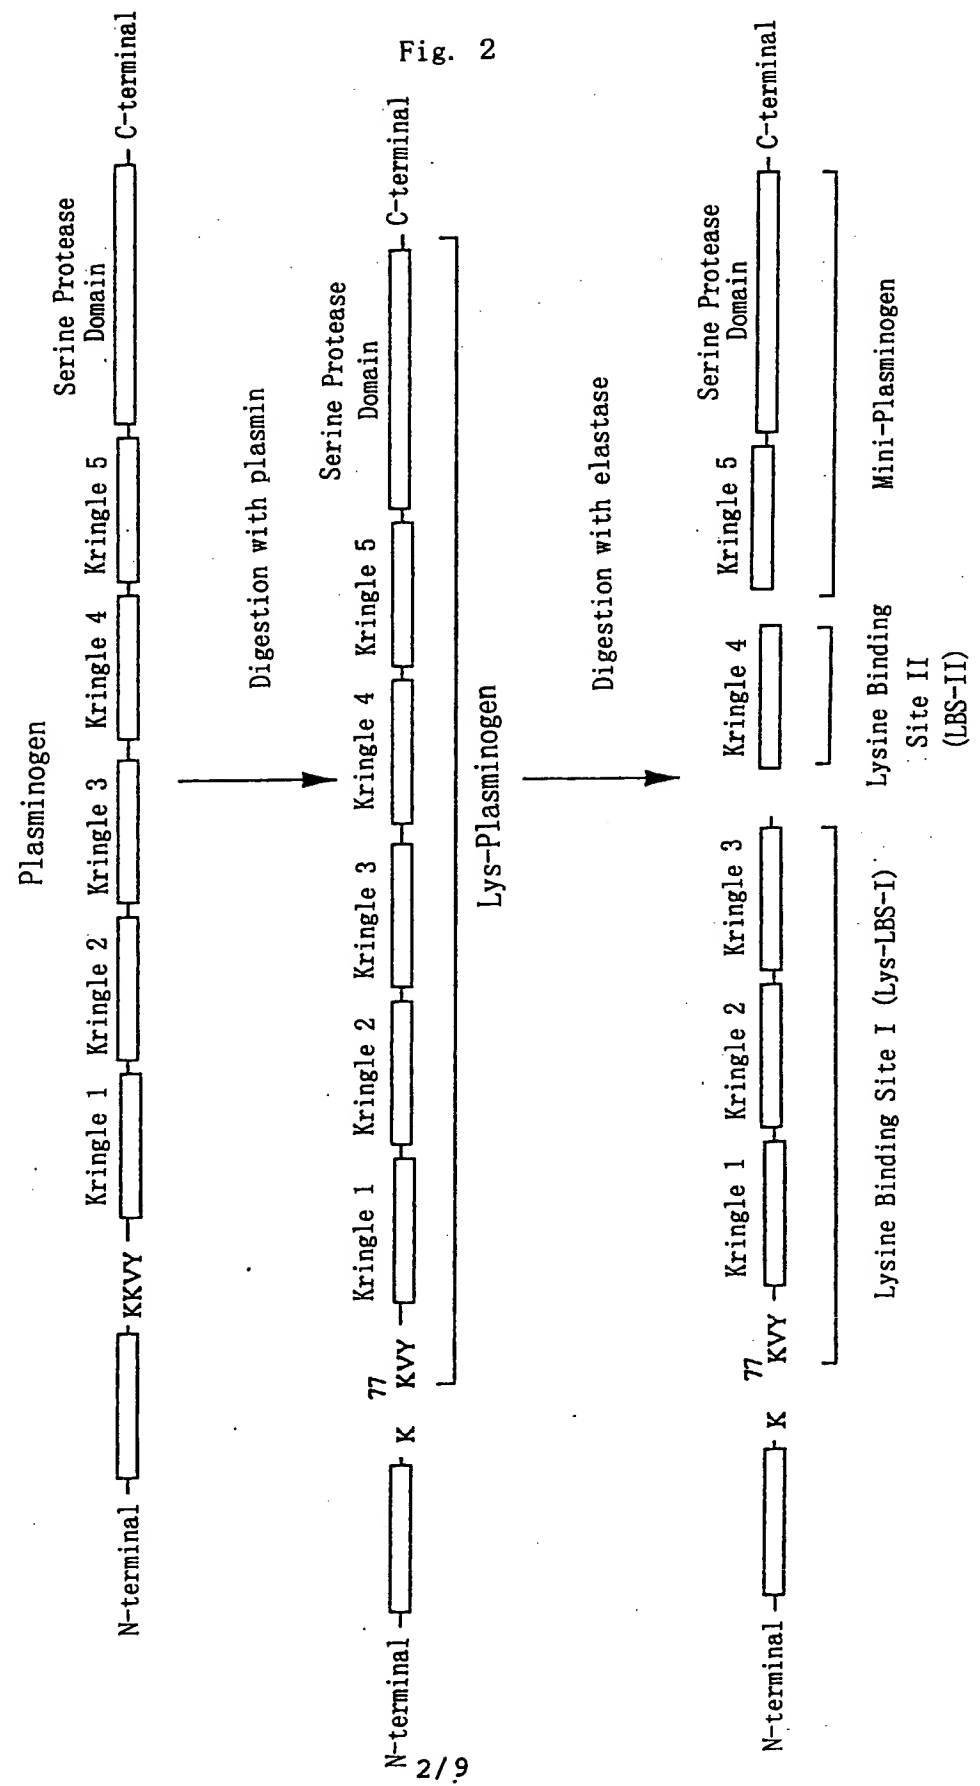 Fig. 2
Plasminogen
N-terminal
KKVY
Kringle 1
Kringle 2
Kringle 3
Kringle 4
Kringle 5
Serine Protease
Domain
C-terminal
Digestion with plasmin
N-terminal
K
77
KVY
Kringle 1
Kringle 2
Kringle 3
Kringle 4
Kringle 5
Serine Protease
Domain
C-terminal
Lys-Plasminogen
Digestion with elastase
N-terminal
K
77
KVY
Kringle 1
Kringle 2
Kringle 3
Kringle 4
Kringle 5
Serine Protease
Domain
C-terminal
Lysine Binding Site I (Lys-LBS-I)
Lysine Binding
Site II
(LBS-II)
Mini-Plasminogen
2/9